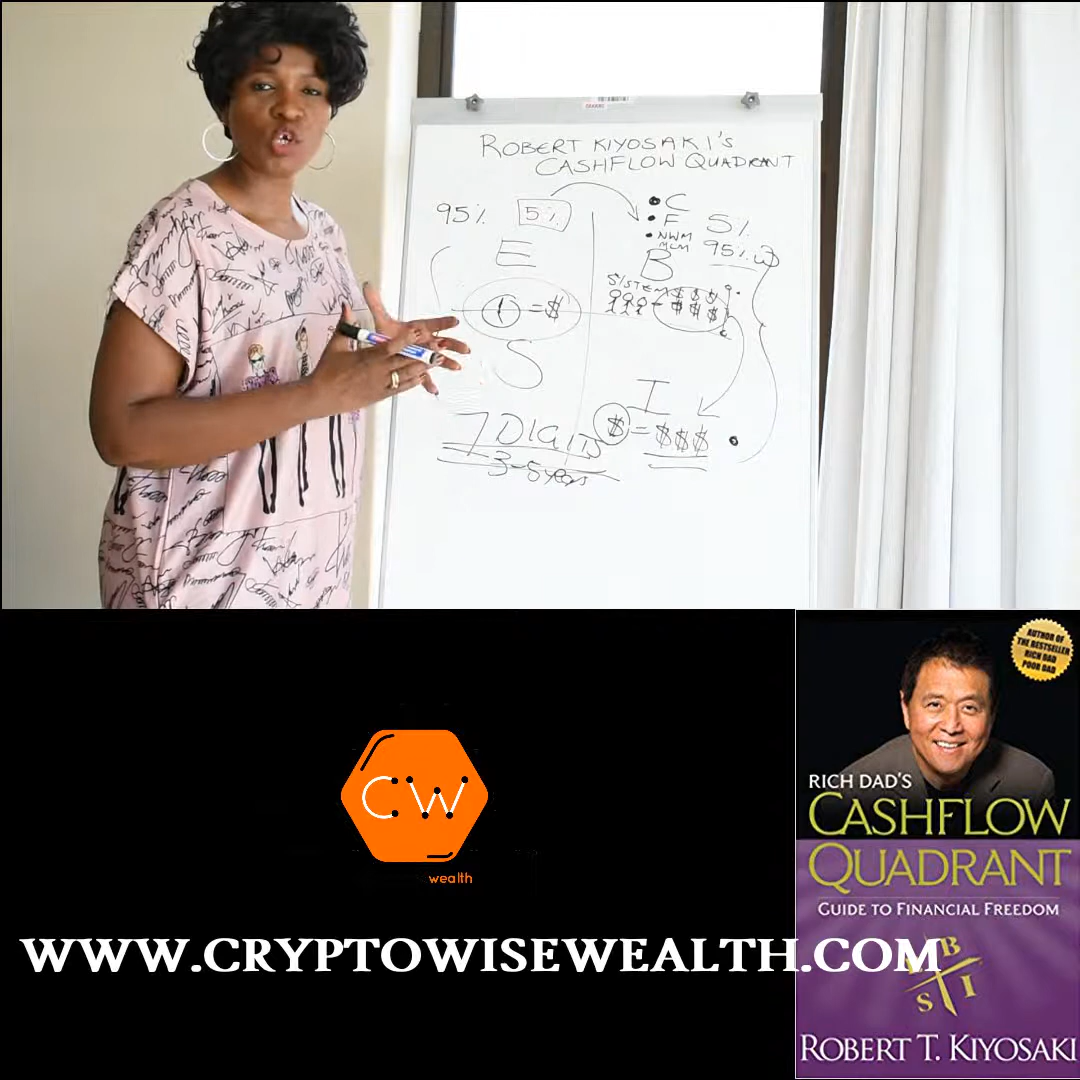 ROBERT KIYOSAKI'S
CASHFLOW QUADRANT
95% 5%
• C
• F
• NWM
MLM
5%
95% W
E
B
SYSTEM $ $ $
$ $ $
1 = $
S
I
$ = $$$
7 DIGITS
3-5 years
CW
wealth
WWW.CRYPTOWISEWEALTH.COM
AUTHOR OF
THE BESTSELLER
RICH DAD
POOR DAD
RICH DAD'S
CASHFLOW
QUADRANT
GUIDE TO FINANCIAL FREEDOM
B
S I
ROBERT T. KIYOSAKI